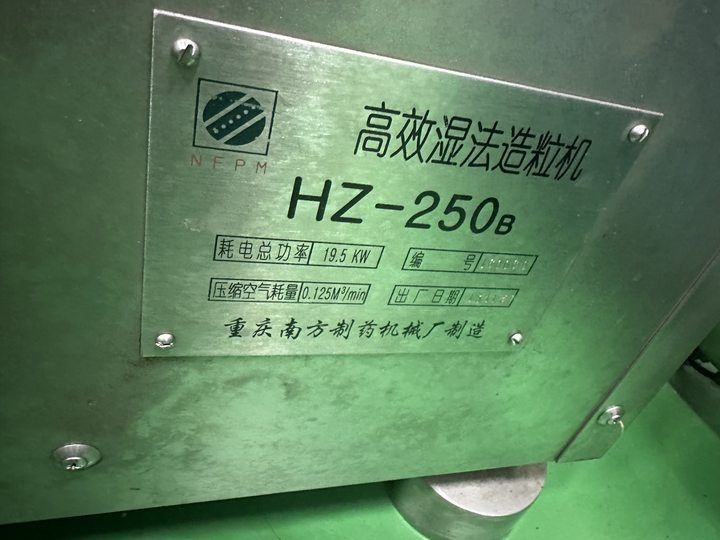 NFPM
高效湿法造粒机
HZ-250B
耗电总功率 19.5 KW
编 号
压缩空气耗量 0.125M³/min
出厂日期
重庆南方制药机械厂制造